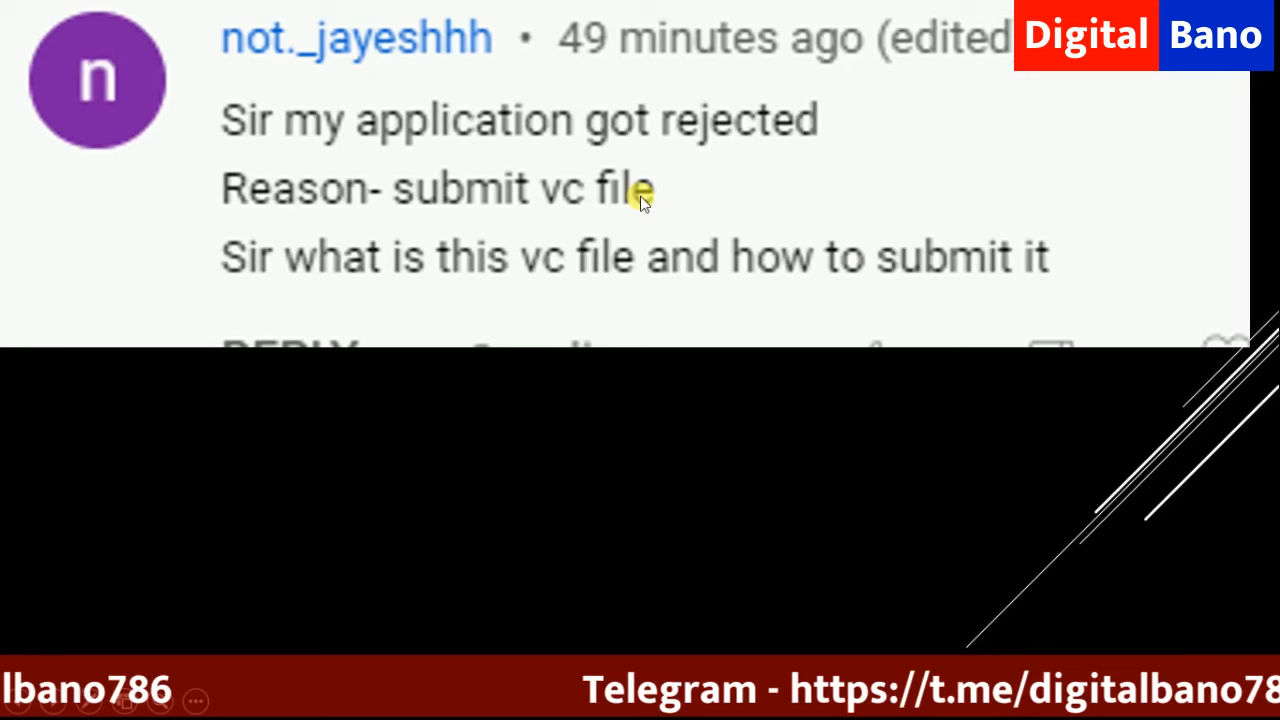 n
not._jayeshhh • 49 minutes ago (edited
Digital Bano
Sir my application got rejected
Reason- submit vc file
Sir what is this vc file and how to submit it
REPLY
lbano786
Telegram - https://t.me/digitalbano78